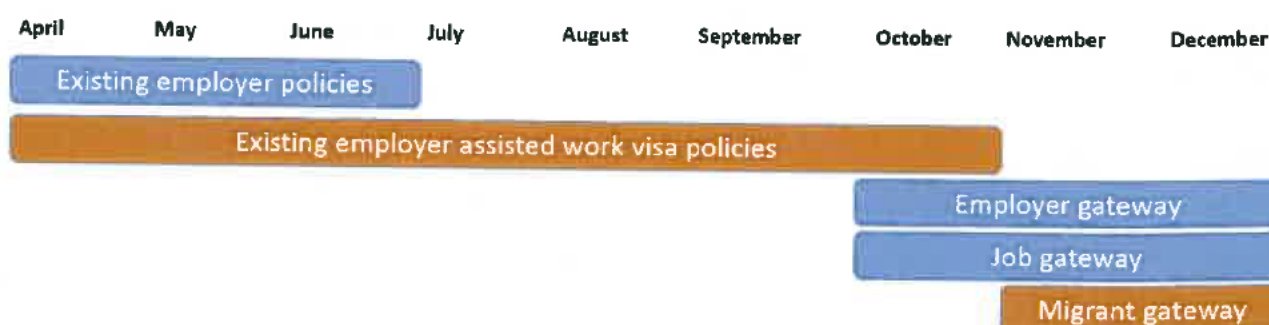 April May June July August September October November December
Existing employer policies
Existing employer assisted work visa policies
Employer gateway
Job gateway
Migrant gateway